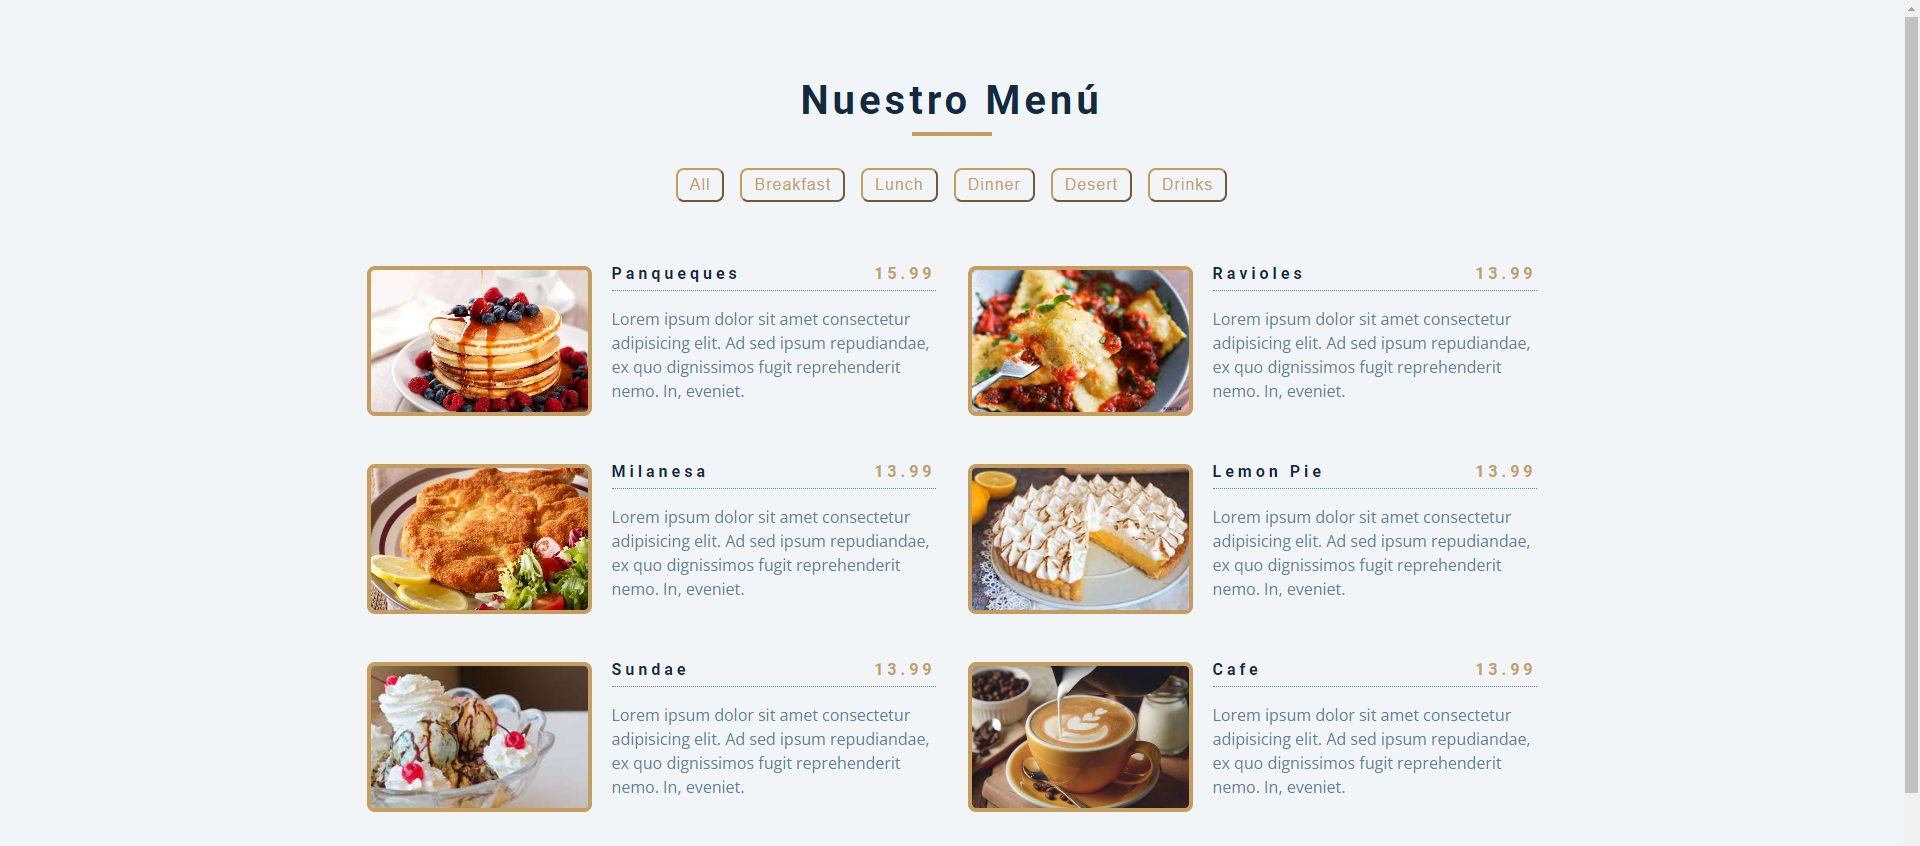 Nuestro Menú
All Breakfast Lunch Dinner Desert Drinks
Panqueques 15.99
Lorem ipsum dolor sit amet consectetur
adipisicing elit. Ad sed ipsum repudiandae,
ex quo dignissimos fugit reprehenderit
nemo. In, eveniet.
Ravioles 13.99
Lorem ipsum dolor sit amet consectetur
adipisicing elit. Ad sed ipsum repudiandae,
ex quo dignissimos fugit reprehenderit
nemo. In, eveniet.
Milanesa 13.99
Lorem ipsum dolor sit amet consectetur
adipisicing elit. Ad sed ipsum repudiandae,
ex quo dignissimos fugit reprehenderit
nemo. In, eveniet.
Lemon Pie 13.99
Lorem ipsum dolor sit amet consectetur
adipisicing elit. Ad sed ipsum repudiandae,
ex quo dignissimos fugit reprehenderit
nemo. In, eveniet.
Sundae 13.99
Lorem ipsum dolor sit amet consectetur
adipisicing elit. Ad sed ipsum repudiandae,
ex quo dignissimos fugit reprehenderit
nemo. In, eveniet.
Cafe 13.99
Lorem ipsum dolor sit amet consectetur
adipisicing elit. Ad sed ipsum repudiandae,
ex quo dignissimos fugit reprehenderit
nemo. In, eveniet.